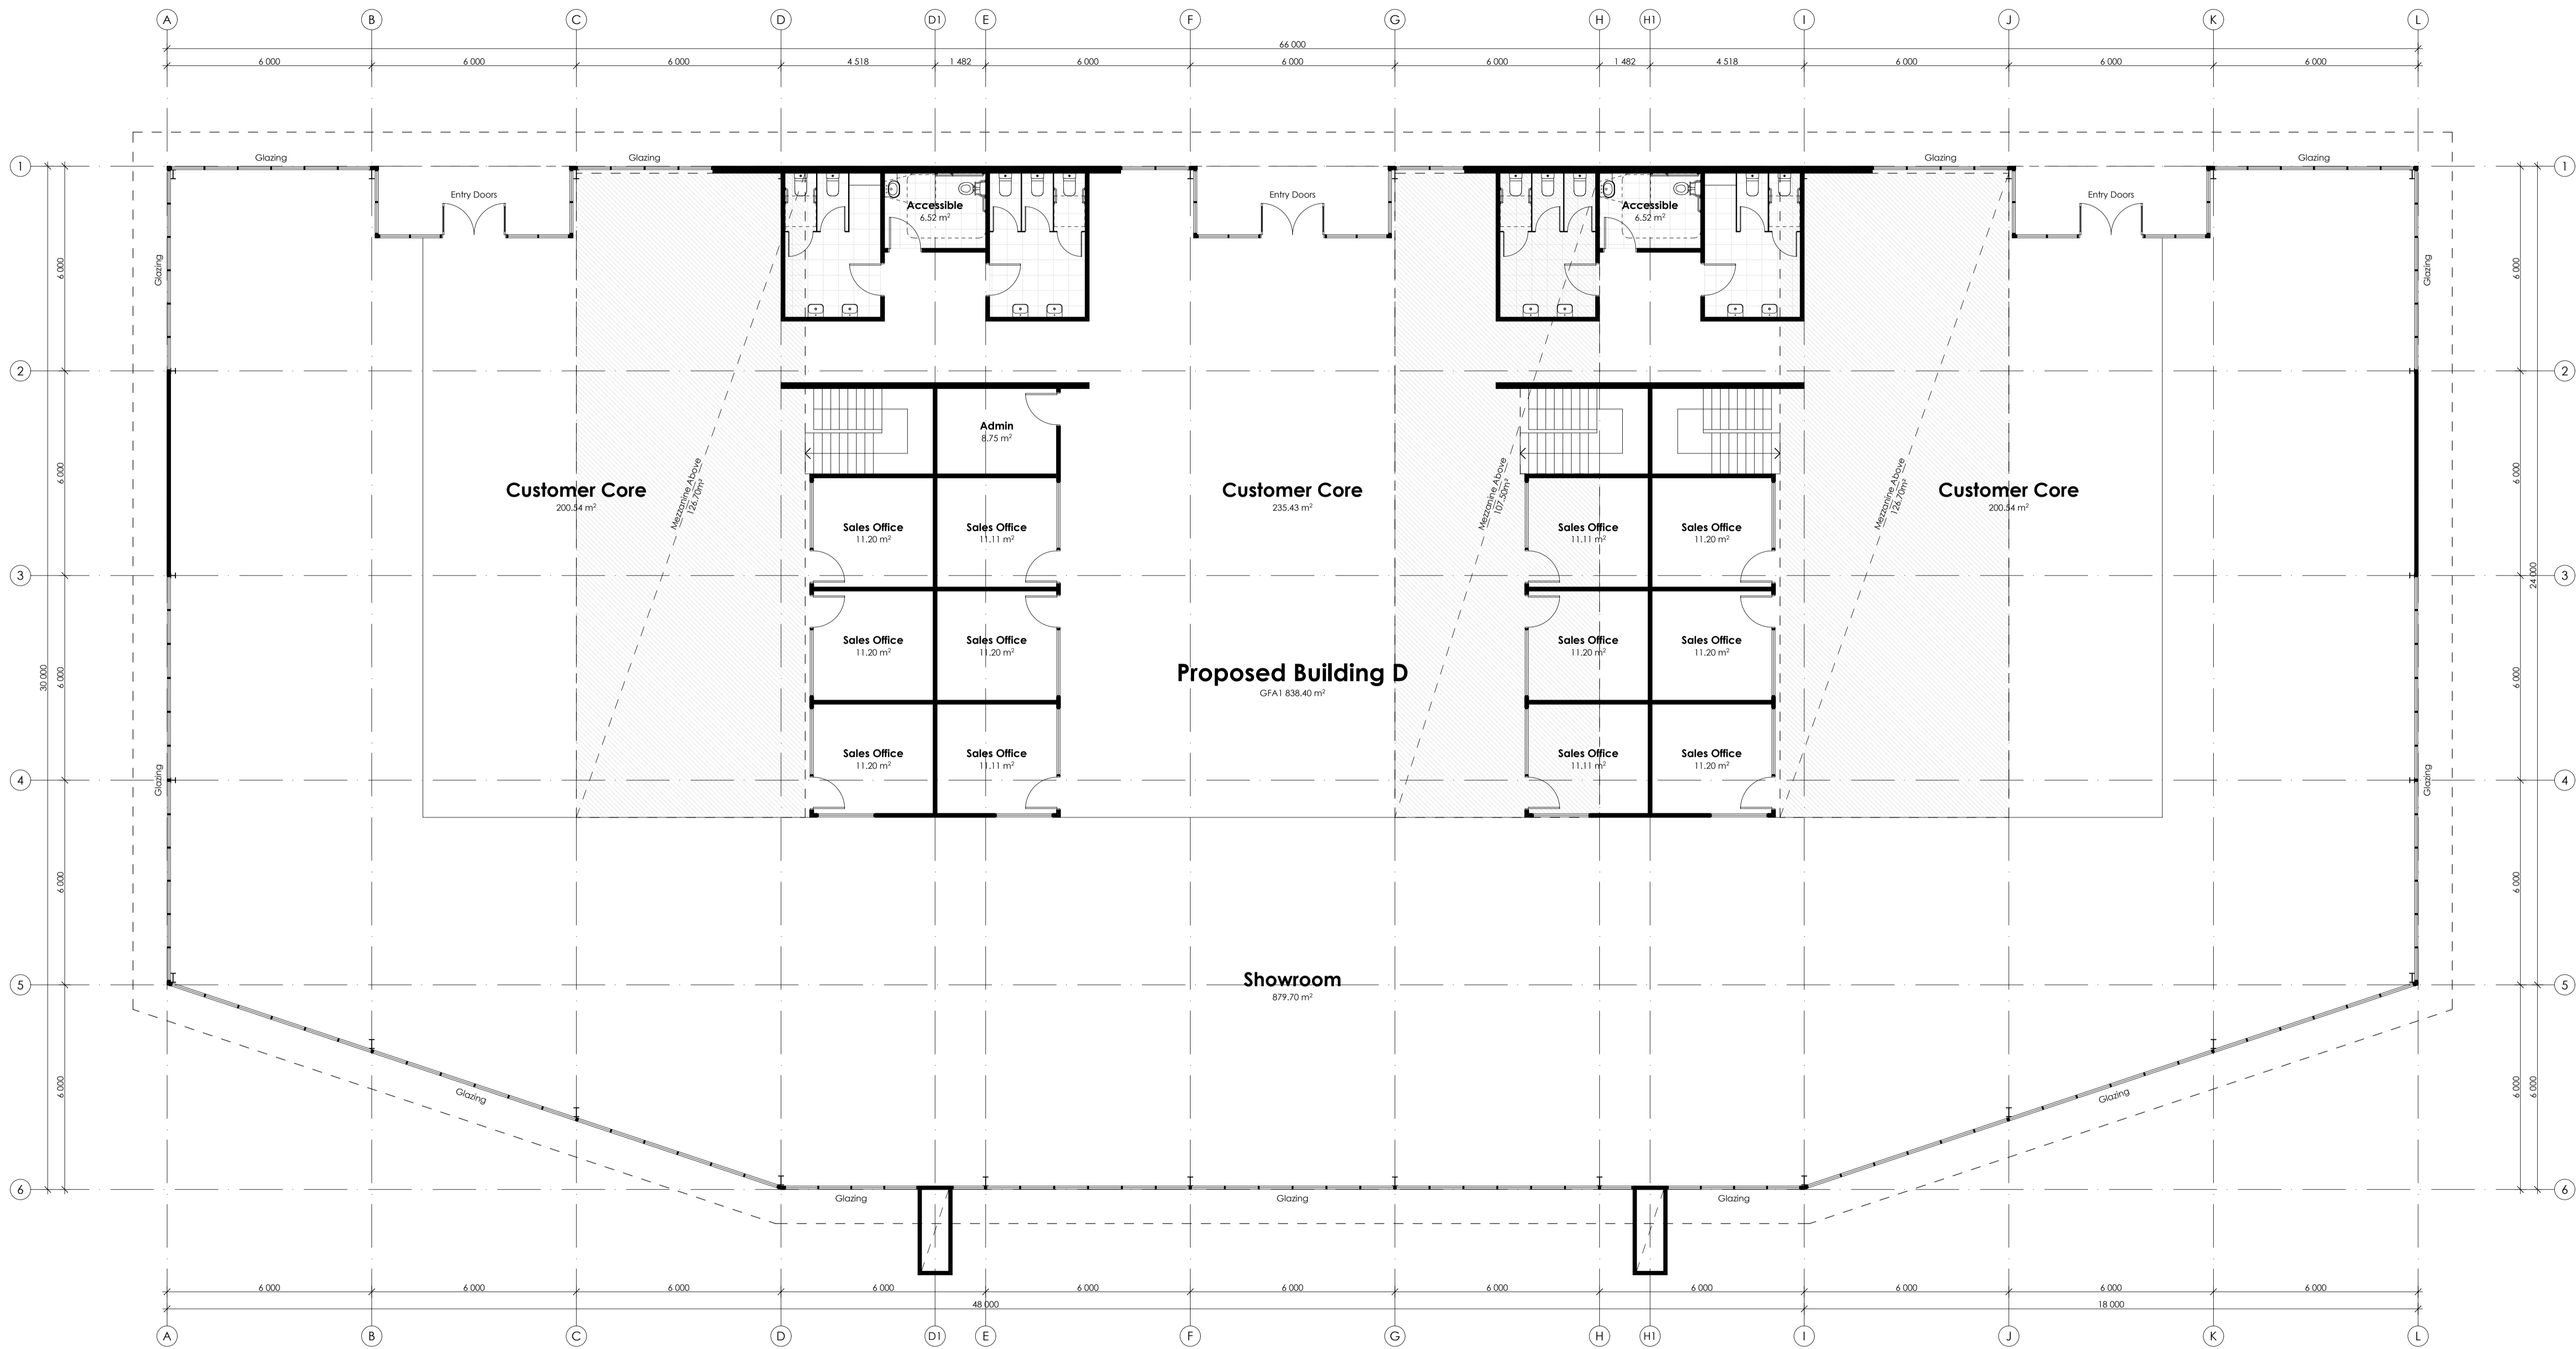 A B C D D1 E F G H H1 I J K L
66 000
6 000 6 000 6 000 4 518 1 482 6 000 6 000 6 000 1 482 4 518 6 000 6 000 6 000
Glazing Glazing Glazing Glazing
1 1
Entry Doors Entry Doors Entry Doors
Accessible
6.52 m²
Accessible
6.52 m²
6 000 Glazing Glazing 6 000
2 2
Admin
8.75 m²
6 000 6 000
Customer Core
200.54 m²
Mezzanine Above
126.70m²
Customer Core
235.43 m²
Mezzanine Above
107.50m²
Mezzanine Above
126.70m²
Customer Core
200.54 m²
Sales Office
11.20 m²
Sales Office
11.11 m²
Sales Office
11.11 m²
Sales Office
11.20 m²
3 3
24 000
Sales Office
11.20 m²
Sales Office
11.20 m²
Sales Office
11.20 m²
Sales Office
11.20 m²
30 000 6 000 6 000
Proposed Building D
GFA1 838.40 m²
Sales Office
11.20 m²
Sales Office
11.11 m²
Sales Office
11.11 m²
Sales Office
11.20 m²
4 Glazing Glazing 4
6 000 6 000
Showroom
879.70 m²
5 5
6 000 Glazing Glazing 6 000 6 000
6 6
Glazing Glazing Glazing
6 000 6 000 6 000 6 000 6 000 6 000 6 000 6 000 6 000 6 000 6 000
48 000 18 000
A B C D D1 E F G H H1 I J K L